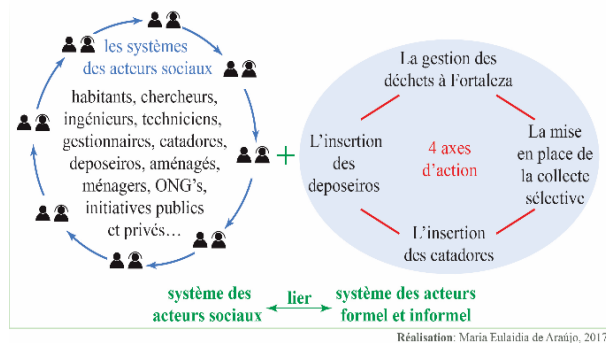 les systèmes
des acteurs sociaux
habitants, chercheurs,
ingénieurs, techniciens,
gestionnaires, catadores,
deposeiros, aménagés,
ménagers, ONG's,
initiatives publics
et privés…
+
La gestion des
déchets à Fortaleza
L'insertion
des
deposeiros
4 axes
d'action
La mise
en place de
la collecte
sélective
L'insertion
des catadores
système des
acteurs sociaux
lier
système des acteurs
formel et informel
Réalisation: Maria Eulaidia de Araújo, 2017